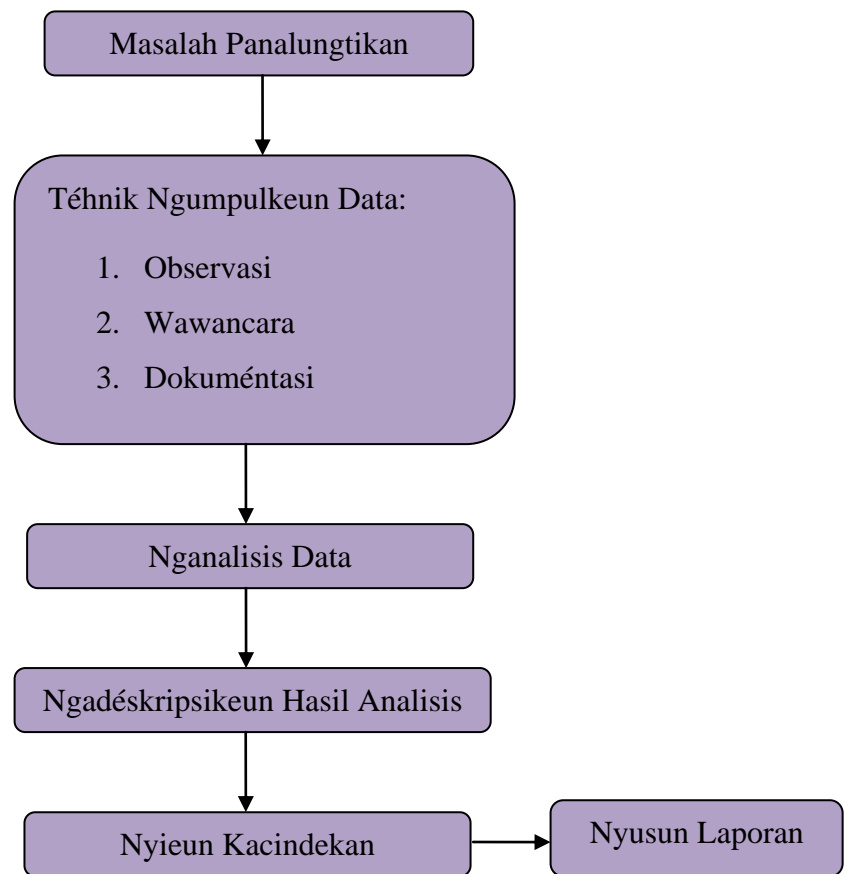 Masalah Panalungtikan
Téhnik Ngumpulkeun Data:
1. Observasi
2. Wawancara
3. Dokuméntasi
Nganalisis Data
Ngadéskripsikeun Hasil Analisis
Nyieun Kacindekan
Nyusun Laporan